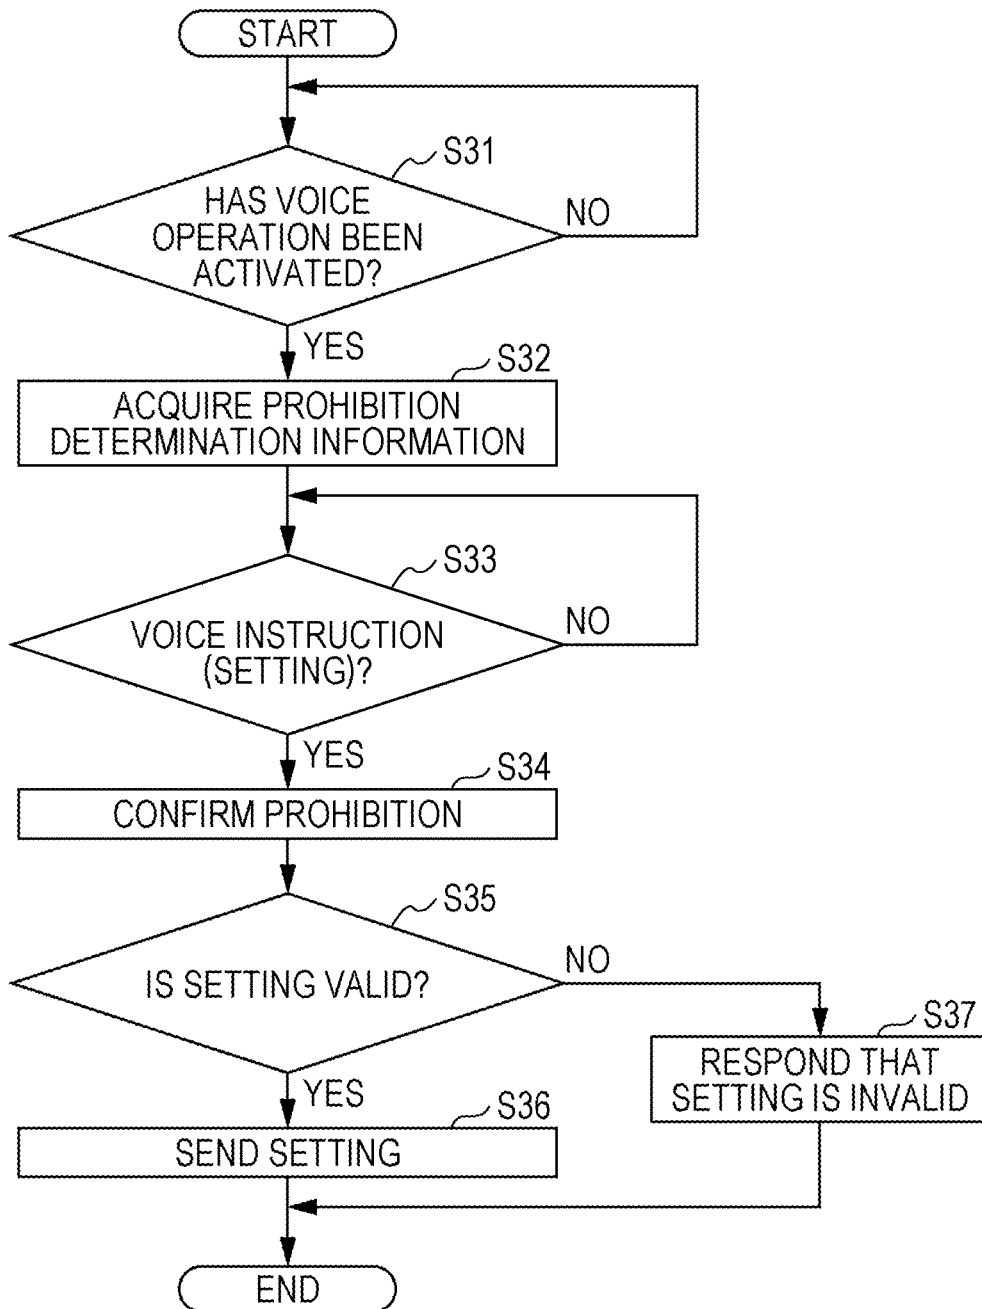 START
S31
HAS VOICE
OPERATION BEEN
ACTIVATED?
NO
YES
S32
ACQUIRE PROHIBITION
DETERMINATION INFORMATION
S33
VOICE INSTRUCTION
(SETTING)?
NO
YES
S34
CONFIRM PROHIBITION
S35
IS SETTING VALID?
NO
S37
RESPOND THAT
SETTING IS INVALID
YES
S36
SEND SETTING
END